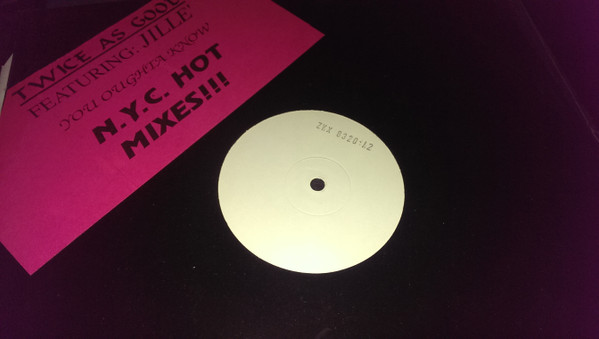 TWICE AS GOOD
FEATURING: JILLE'
YOU OUGHTA KNOW
N.Y.C. HOT
MIXES!!!
ZEX 0320-12